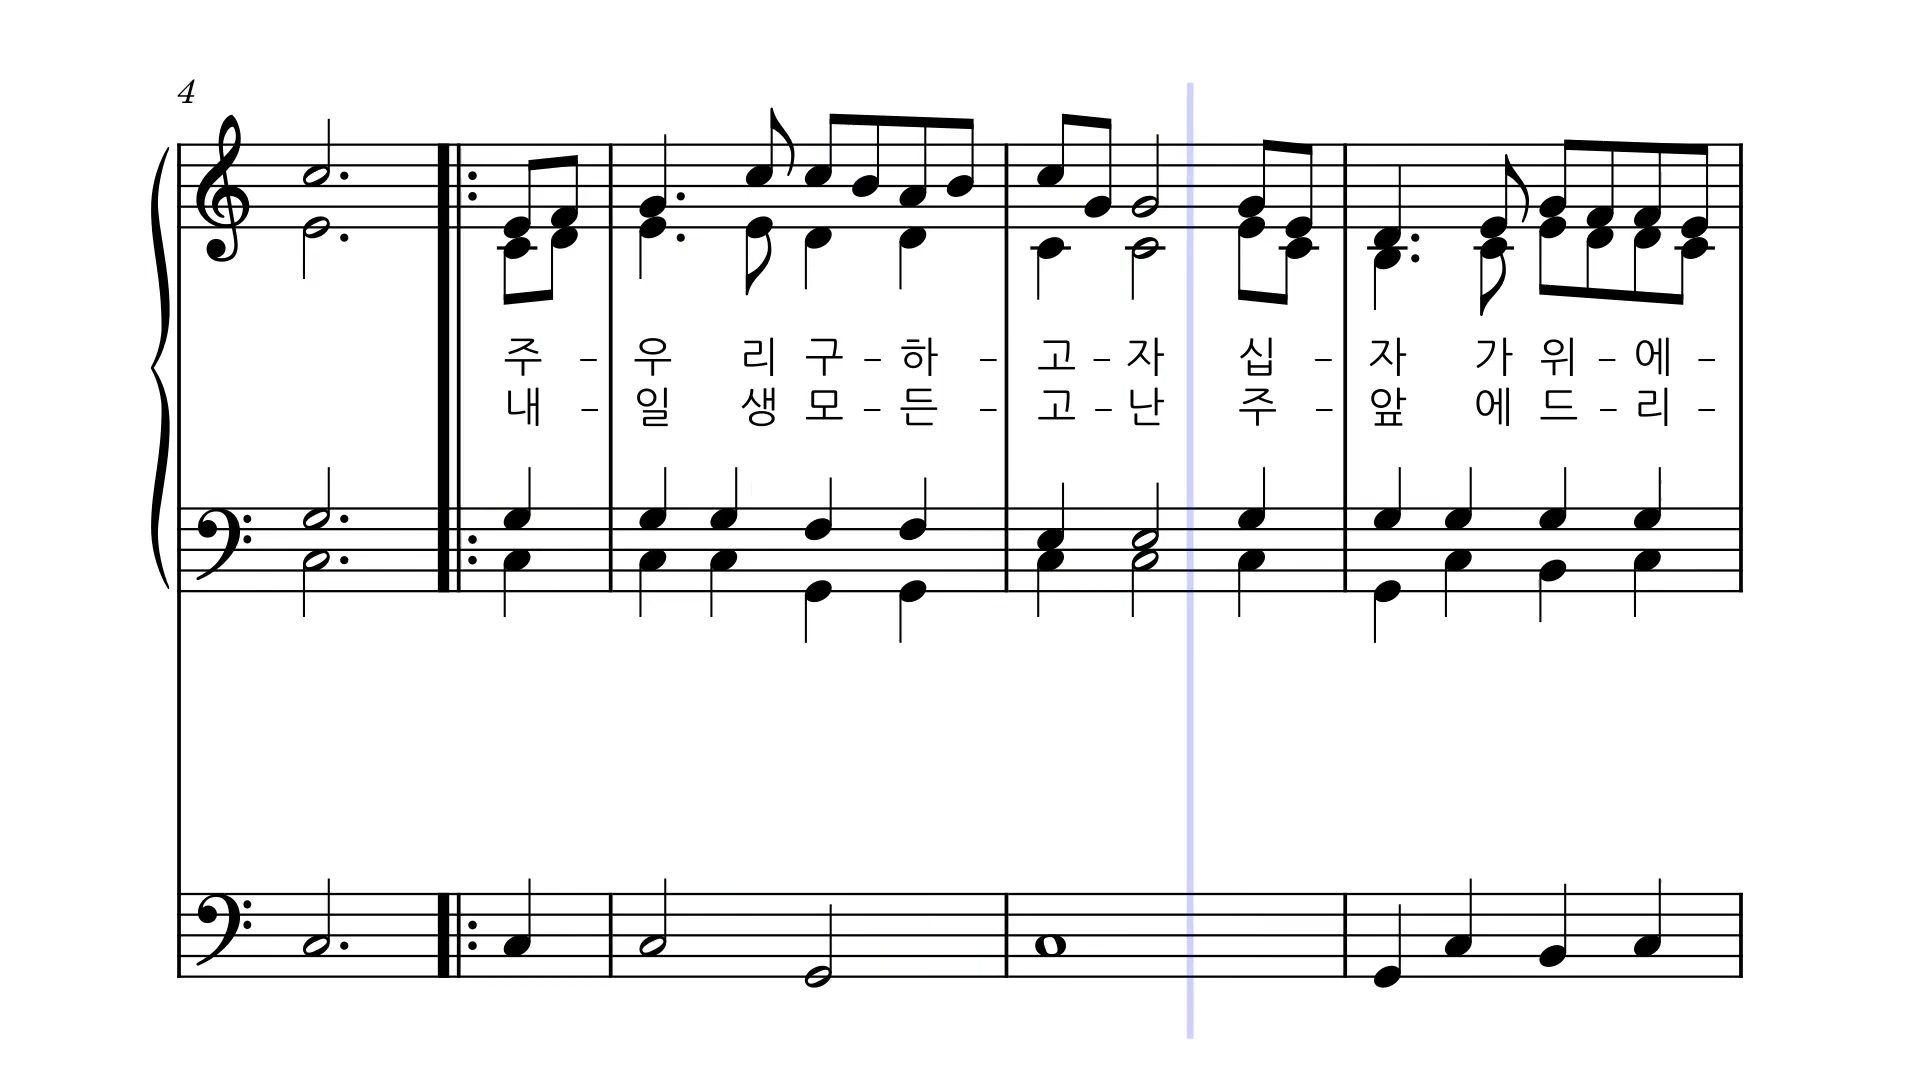 4
주 - 우 리 구 - 하 - 고 - 자 십 - 자 가 위 - 에 -
내 - 일 생 모 - 든 - 고 - 난 주 - 앞 에 드 - 리 -